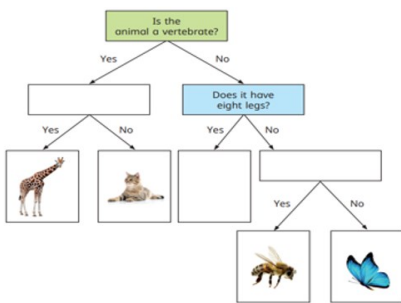 Is the
animal a vertebrate?
Yes
No
Does it have
eight legs?
Yes
No
Yes
No
Yes
No